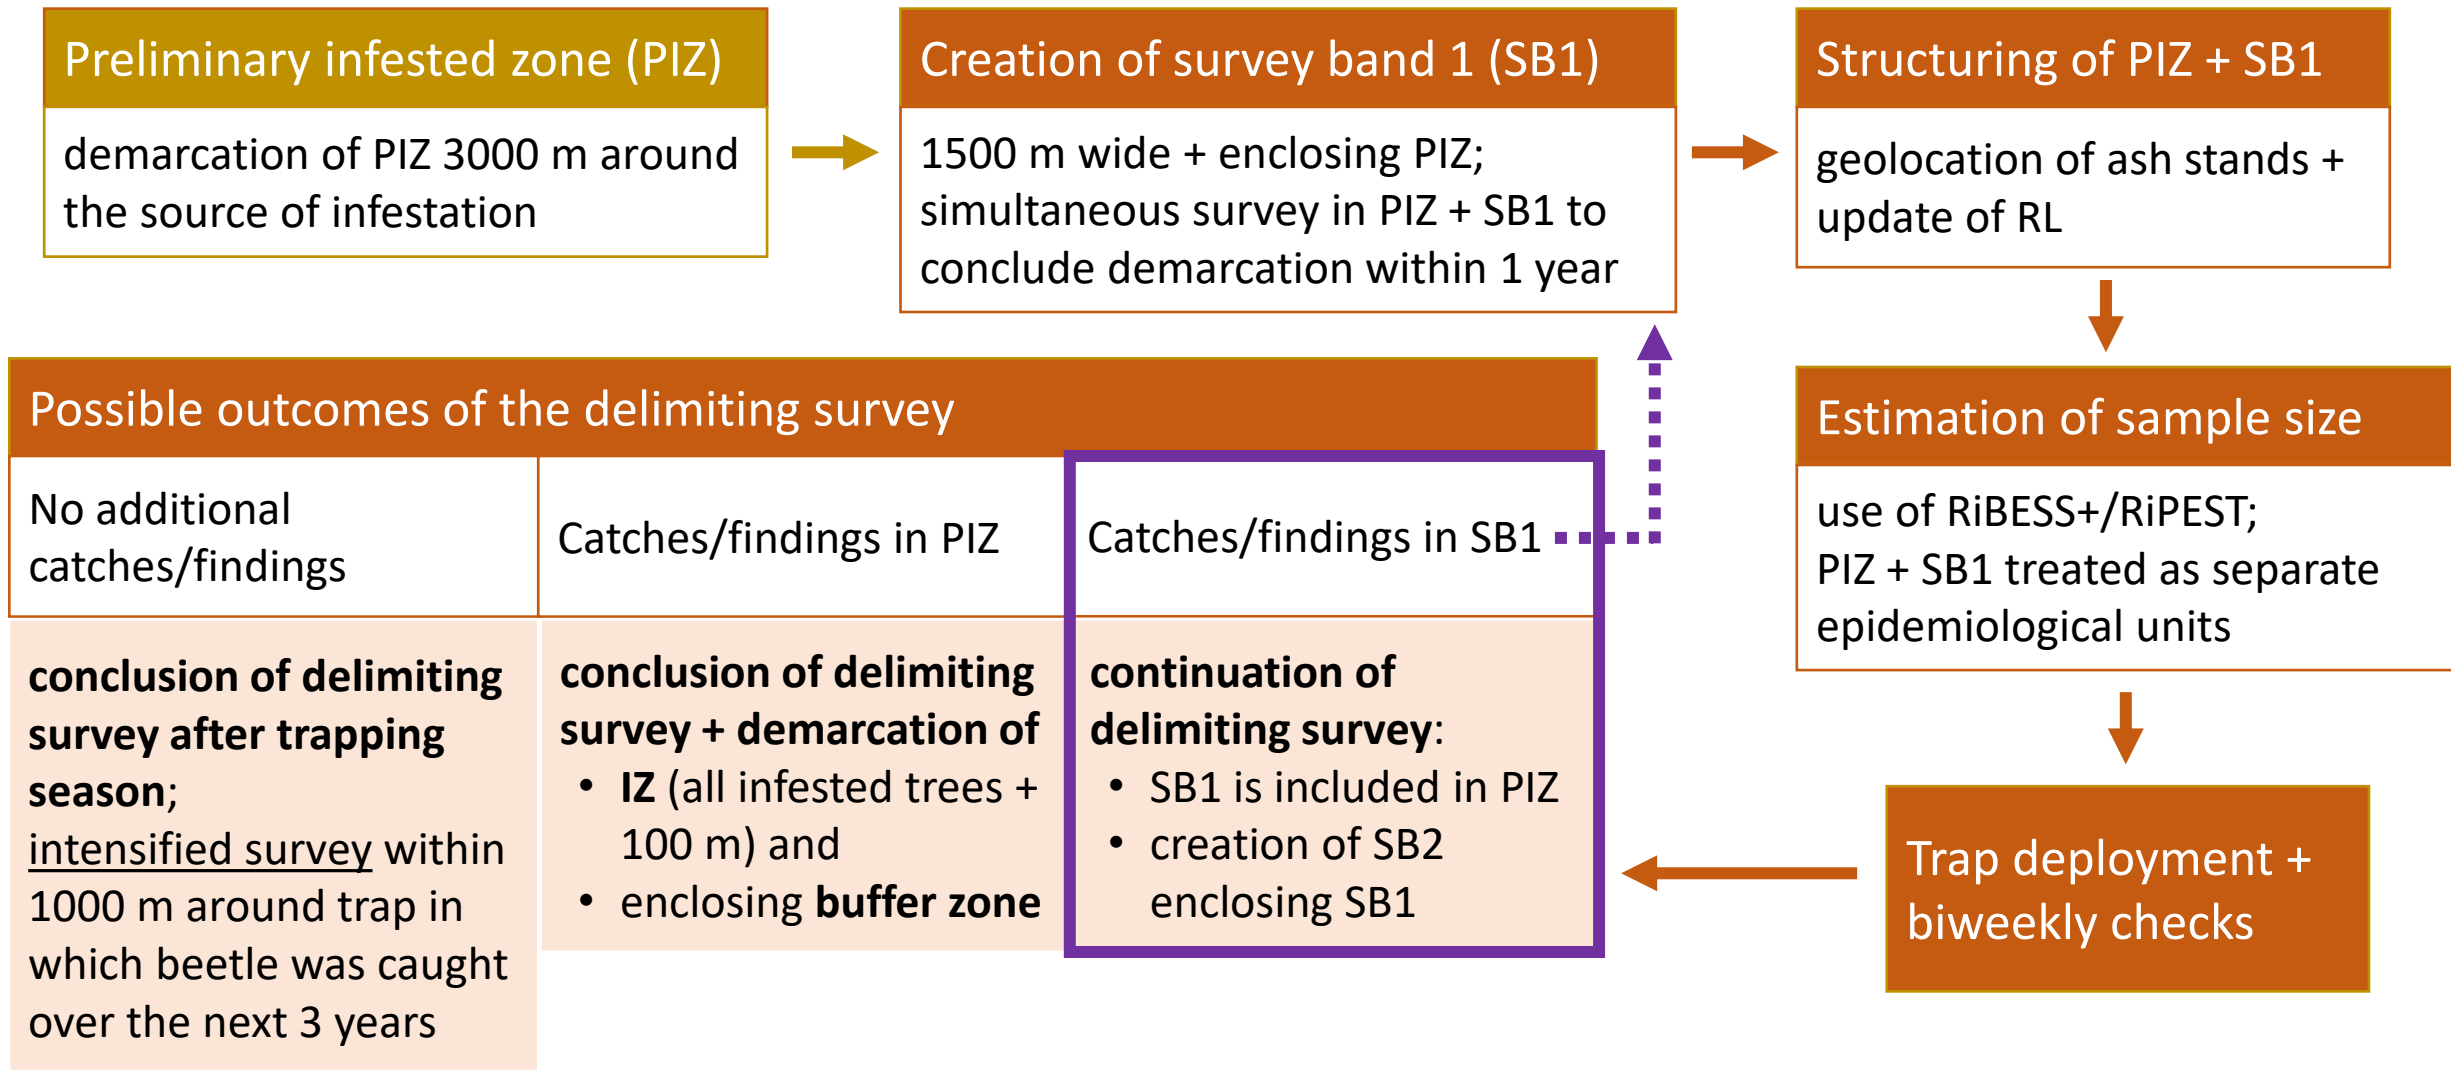 Preliminary infested zone (PIZ)
demarcation of PIZ 3000 m around
the source of infestation
Creation of survey band 1 (SB1)
1500 m wide + enclosing PIZ;
simultaneous survey in PIZ + SB1 to
conclude demarcation within 1 year
Structuring of PIZ + SB1
geolocation of ash stands +
update of RL
Estimation of sample size
use of RiBESS+/RiPEST;
PIZ + SB1 treated as separate
epidemiological units
Trap deployment +
biweekly checks
Possible outcomes of the delimiting survey
No additional
catches/findings
conclusion of delimiting
survey after trapping
season;
intensified survey within
1000 m around trap in
which beetle was caught
over the next 3 years
Catches/findings in PIZ
conclusion of delimiting
survey + demarcation of
• IZ (all infested trees +
100 m) and
• enclosing buffer zone
Catches/findings in SB1
continuation of
delimiting survey:
• SB1 is included in PIZ
• creation of SB2
enclosing SB1